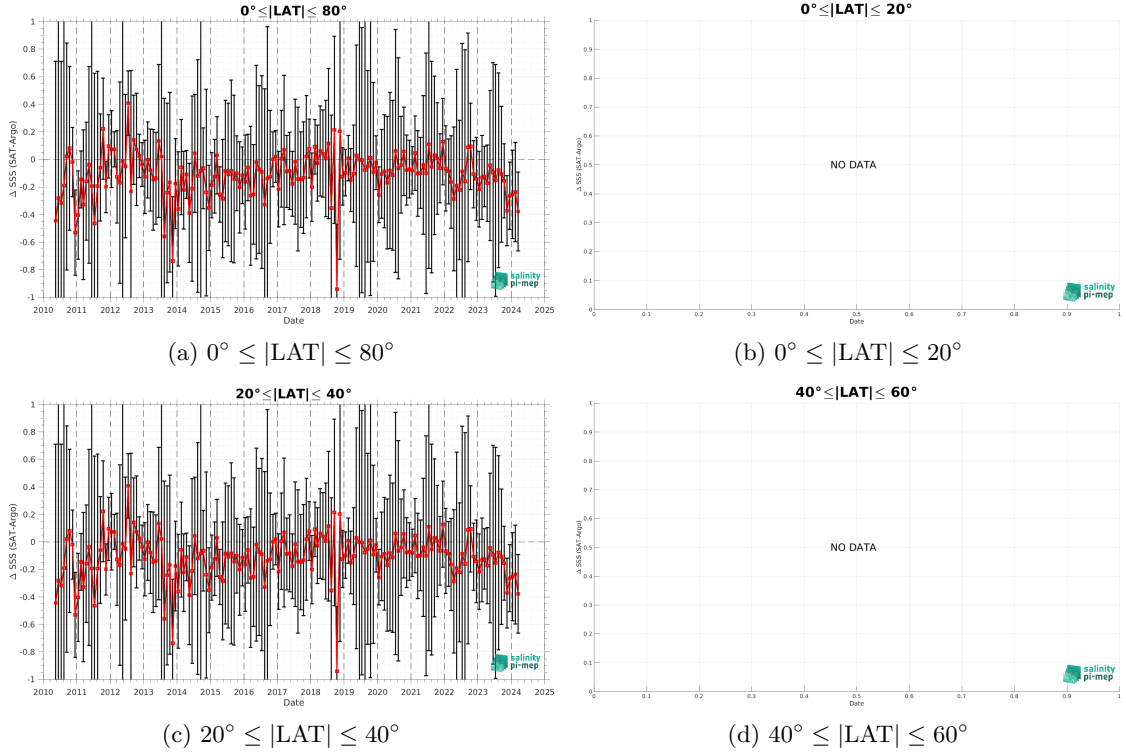 0°≤|LAT|≤ 80°
Δ SSS (SAT-Argo)
1
0.8
0.6
0.4
0.2
0
-0.2
-0.4
-0.6
-0.8
-1
2010 2011 2012 2013 2014 2015 2016 2017 2018 2019 2020 2021 2022 2023 2024 2025
Date
salinity
pi-mep
(a) 0° ≤ |LAT| ≤ 80°
0°≤|LAT|≤ 20°
Δ SSS (SAT-Argo)
1
0.9
0.8
0.7
0.6
0.5
0.4
0.3
0.2
0.1
0
NO DATA
0 0.1 0.2 0.3 0.4 0.5 0.6 0.7 0.8 0.9 1
Date
salinity
pi-mep
(b) 0° ≤ |LAT| ≤ 20°
20°≤|LAT|≤ 40°
Δ SSS (SAT-Argo)
1
0.8
0.6
0.4
0.2
0
-0.2
-0.4
-0.6
-0.8
-1
2010 2011 2012 2013 2014 2015 2016 2017 2018 2019 2020 2021 2022 2023 2024 2025
Date
salinity
pi-mep
(c) 20° ≤ |LAT| ≤ 40°
40°≤|LAT|≤ 60°
Δ SSS (SAT-Argo)
1
0.9
0.8
0.7
0.6
0.5
0.4
0.3
0.2
0.1
0
NO DATA
0 0.1 0.2 0.3 0.4 0.5 0.6 0.7 0.8 0.9 1
Date
salinity
pi-mep
(d) 40° ≤ |LAT| ≤ 60°